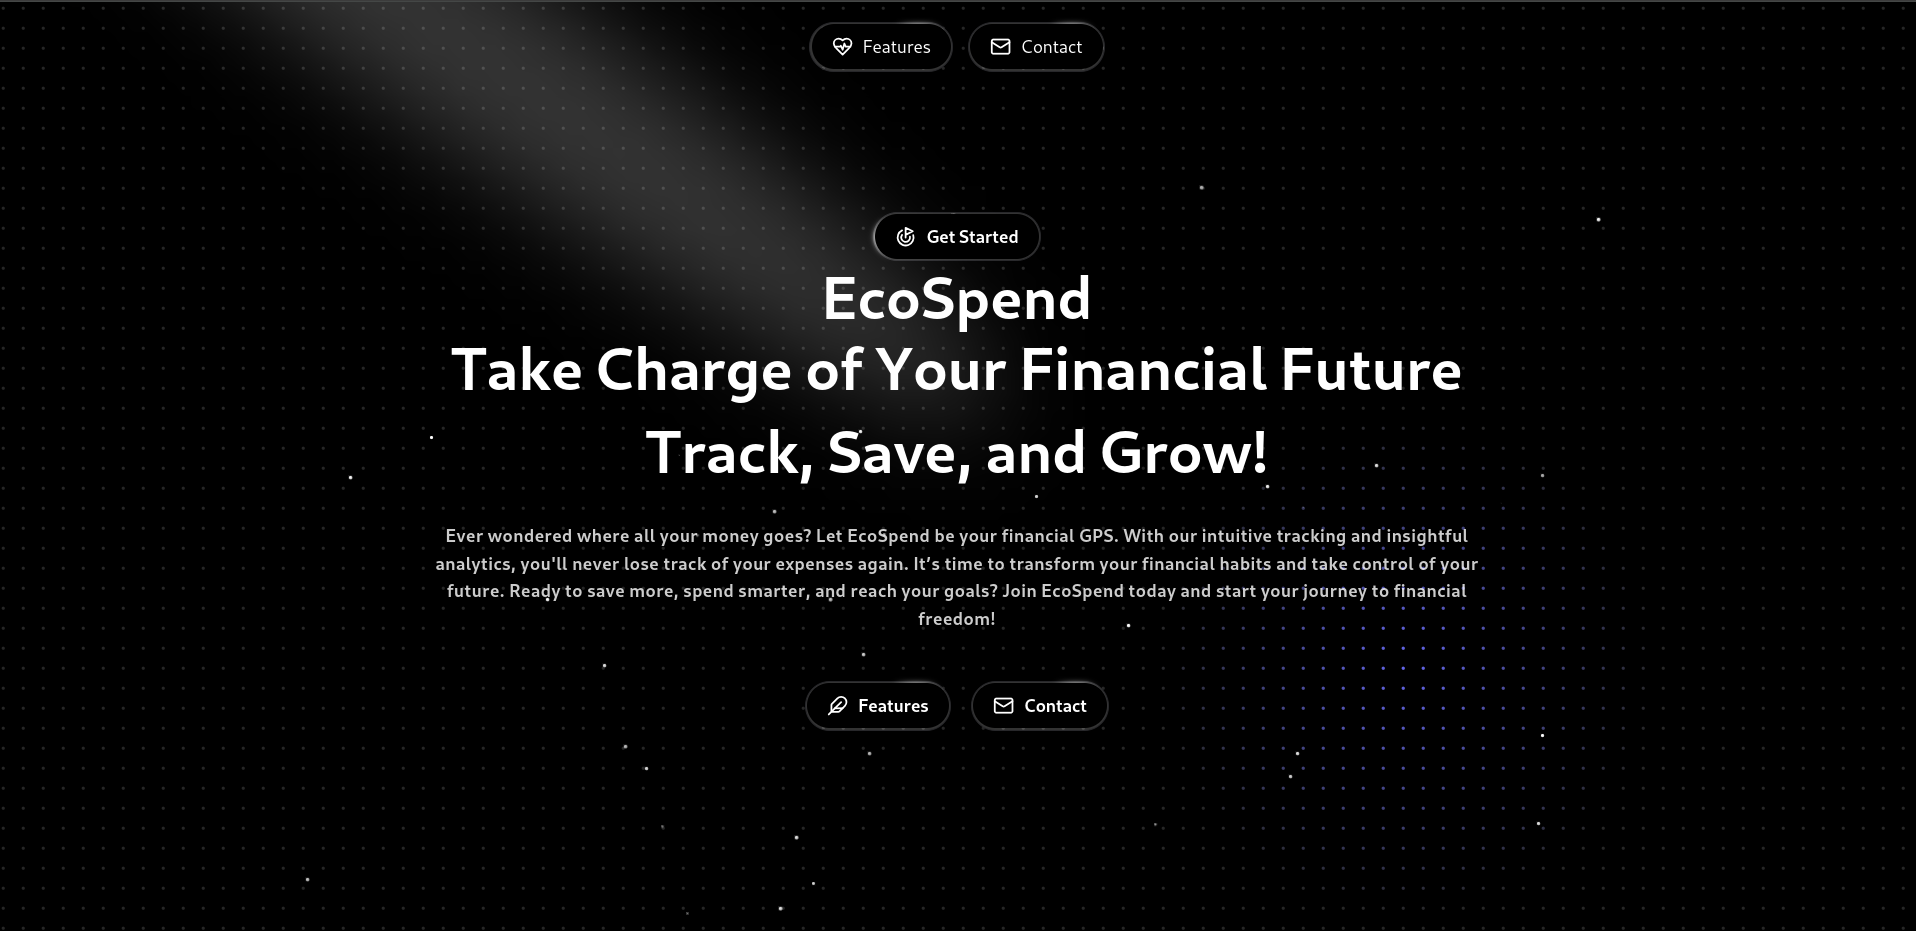 Features
Contact
Get Started
EcoSpend
Take Charge of Your Financial Future
Track, Save, and Grow!
Ever wondered where all your money goes? Let EcoSpend be your financial GPS. With our intuitive tracking and insightful
analytics, you'll never lose track of your expenses again. It’s time to transform your financial habits and take control of your
future. Ready to save more, spend smarter, and reach your goals? Join EcoSpend today and start your journey to financial
freedom!
Features
Contact